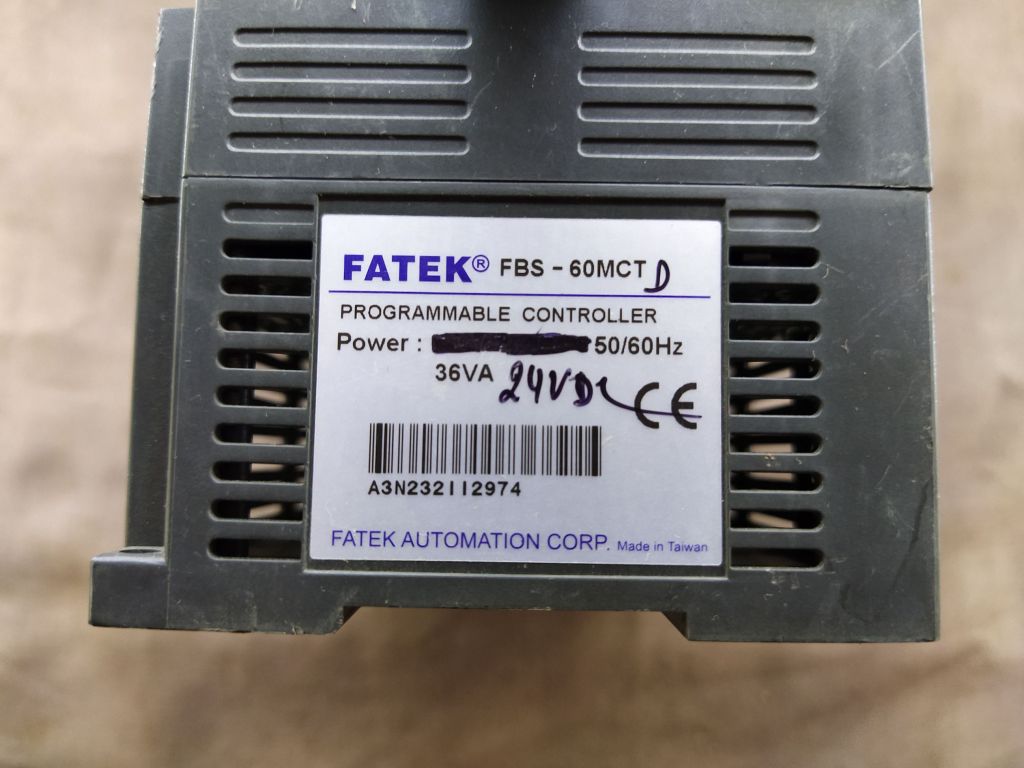 FATEK® FBS - 60MCT D
PROGRAMMABLE CONTROLLER
Power : 50/60Hz
36VA 24VDC CE
A3N232112974
FATEK AUTOMATION CORP. Made in Taiwan